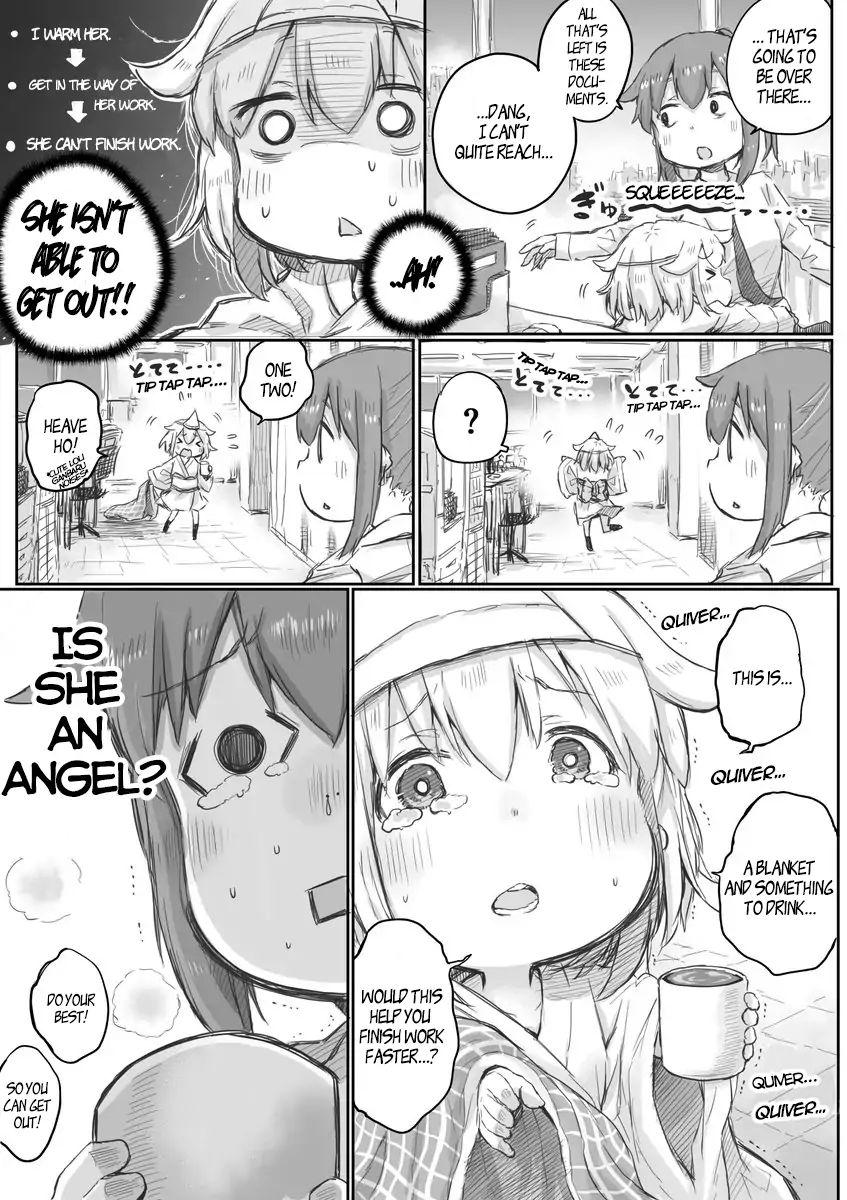 ... THAT'S
GOING TO
BE OVER
THERE...
ALL
THAT'S
LEFT IS
THESE
DOCU-
MENTS.
...DANG,
I CAN'T
QUITE REACH...
SQUEEEEEZE...
ぎゅ
...AH!
• I WARM HER.
• GET IN THE WAY OF
HER WORK.
• SHE CAN'T FINISH WORK.
SHE ISN'T
ABLE TO
GET OUT!!
とてて・・・
TIP TAP TAP...
TIP TAP TAP...
とてて・・・
?
ONE
TWO!
とてて・・・・
TIP TAP TAP....
HEAVE
HO!
*CUTE LOLI
GANBARU
NOISES*
QUIVER...
THIS IS...
QUIVER...
A BLANKET
AND SOMETHING
TO DRINK...
WOULD THIS
HELP YOU
FINISH WORK
FASTER...?
QUIVER...
QUIVER...
IS
SHE
AN
ANGEL?
DO YOUR
BEST!
SO YOU
CAN GET
OUT!